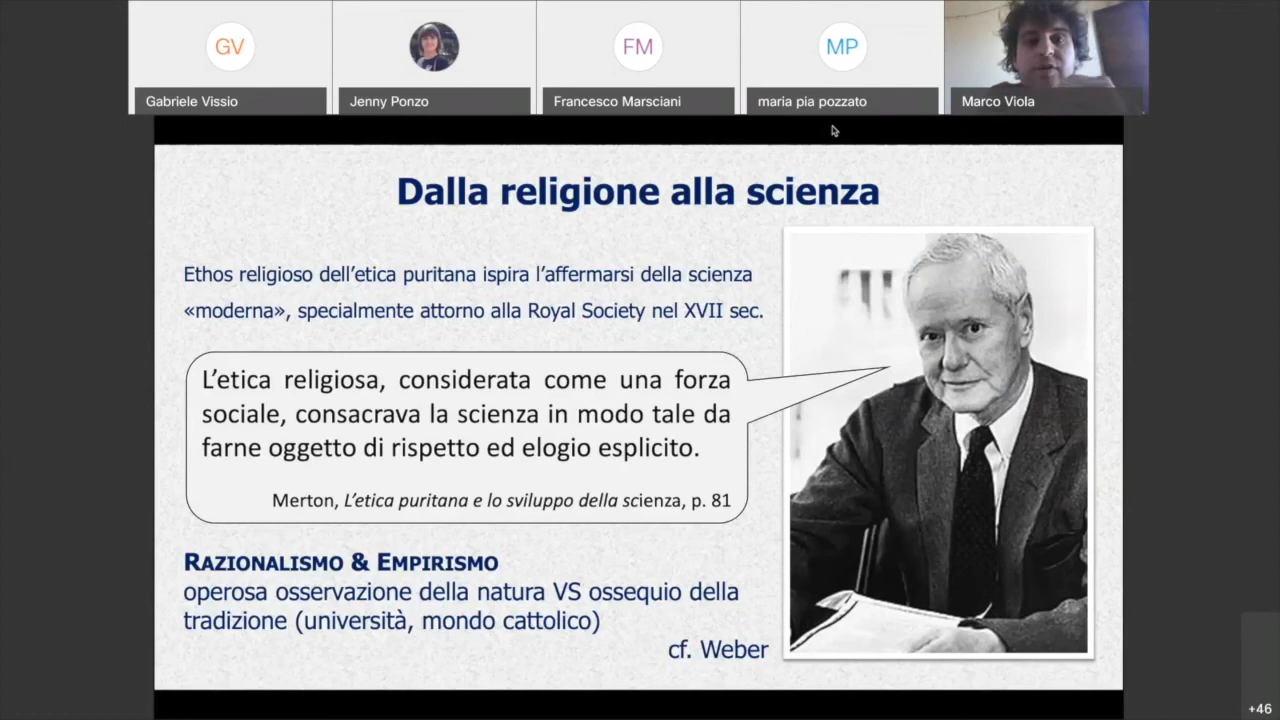 GV
FM
MP
Gabriele Vissio
Jenny Ponzo
Francesco Marsciani
maria pia pozzato
Marco Viola
Dalla religione alla scienza
Ethos religioso dell'etica puritana ispira l'affermarsi della scienza
«moderna», specialmente attorno alla Royal Society nel XVII sec.
L'etica religiosa, considerata come una forza
sociale, consacrava la scienza in modo tale da
farne oggetto di rispetto ed elogio esplicito.
Merton, L'etica puritana e lo sviluppo della scienza, p. 81
RAZIONALISMO & EMPIRISMO
operosa osservazione della natura VS ossequio della
tradizione (università, mondo cattolico)
cf. Weber
+46